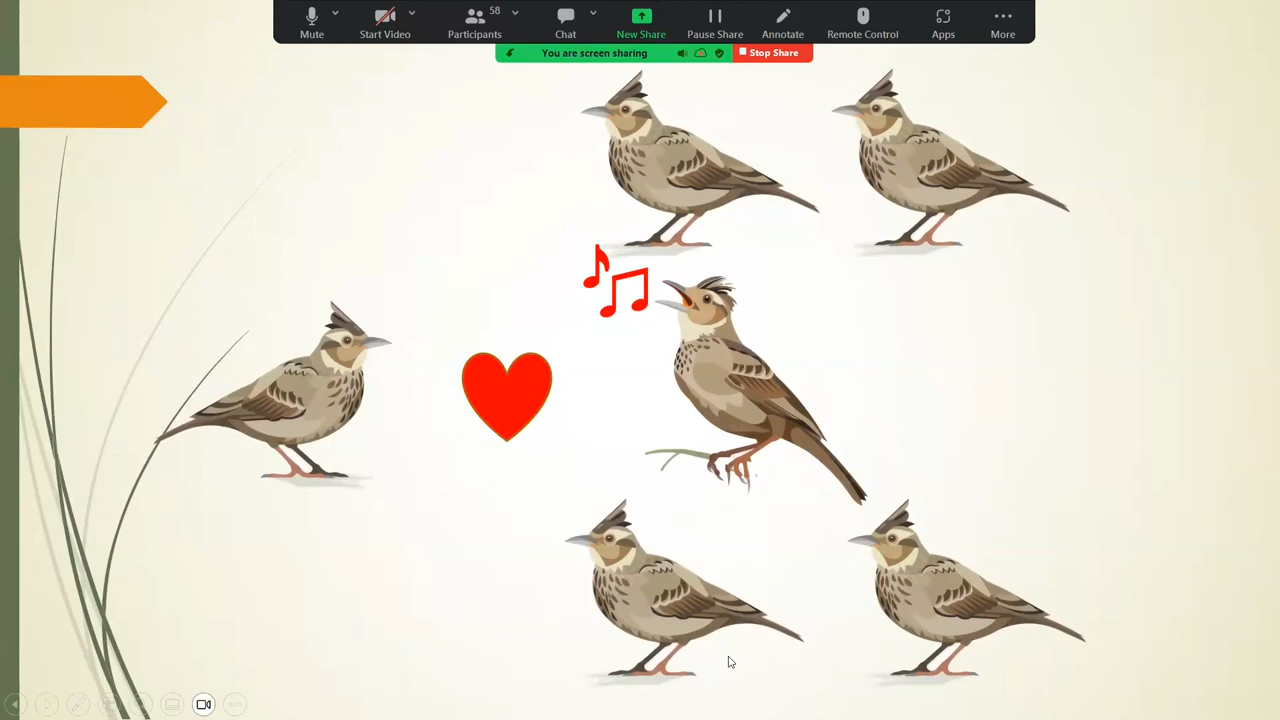 58
Mute Start Video Participants Chat New Share Pause Share Annotate Remote Control Apps More
You are screen sharing Stop Share